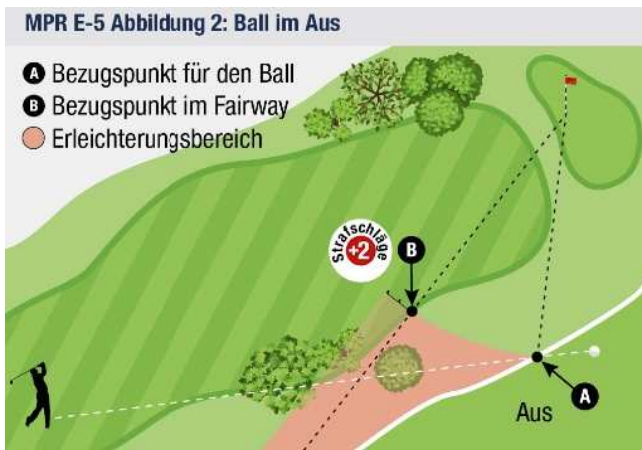 MPR E-5 Abbildung 2: Ball im Aus
A Bezugspunkt für den Ball
B Bezugspunkt im Fairway
Erleichterungsbereich
Strafschläge
+2
B
A
Aus